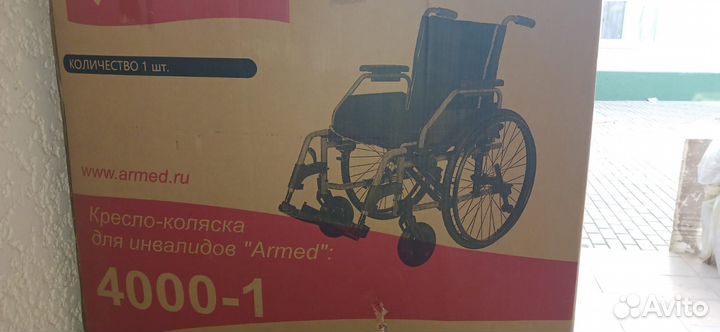 КОЛИЧЕСТВО 1 шт.
www.armed.ru
Кресло-коляска
для инвалидов "Armed":
4000-1
Avito